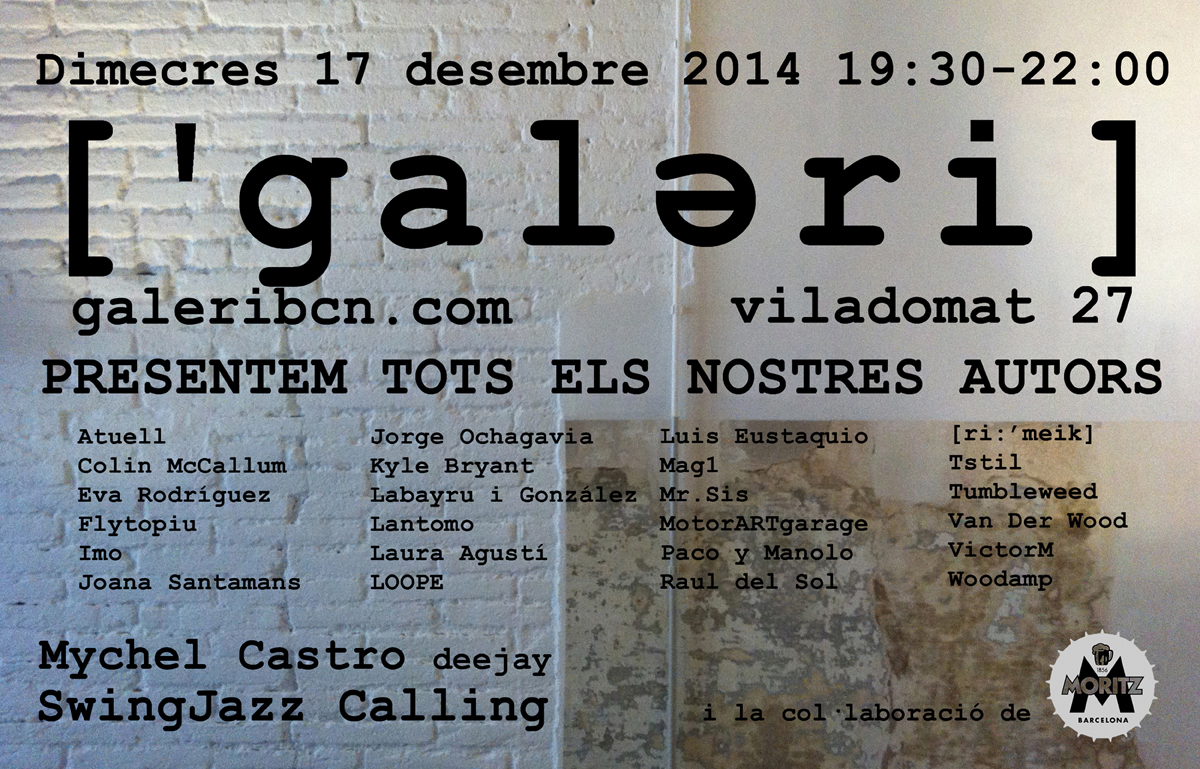 Dimecres 17 desembre 2014 19:30-22:00
['galəri]
galeribcn.com
viladomat 27
PRESENTEM TOTS ELS NOSTRES AUTORS
Atuell
Colin McCallum
Eva Rodríguez
Flytopiu
Imo
Joana Santamans
Jorge Ochagavia
Kyle Bryant
Labayru i González
Lantomo
Laura Agustí
LOOPE
Luis Eustaquio
Mag1
Mr.Sis
MotorARTgarage
Paco y Manolo
Raul del Sol
[ri:’meik]
Tstil
Tumbleweed
Van Der Wood
VictorM
Woodamp
Mychel Castro deejay
SwingJazz Calling
i la col·laboració de
1856
M
MORITZ
BARCELONA